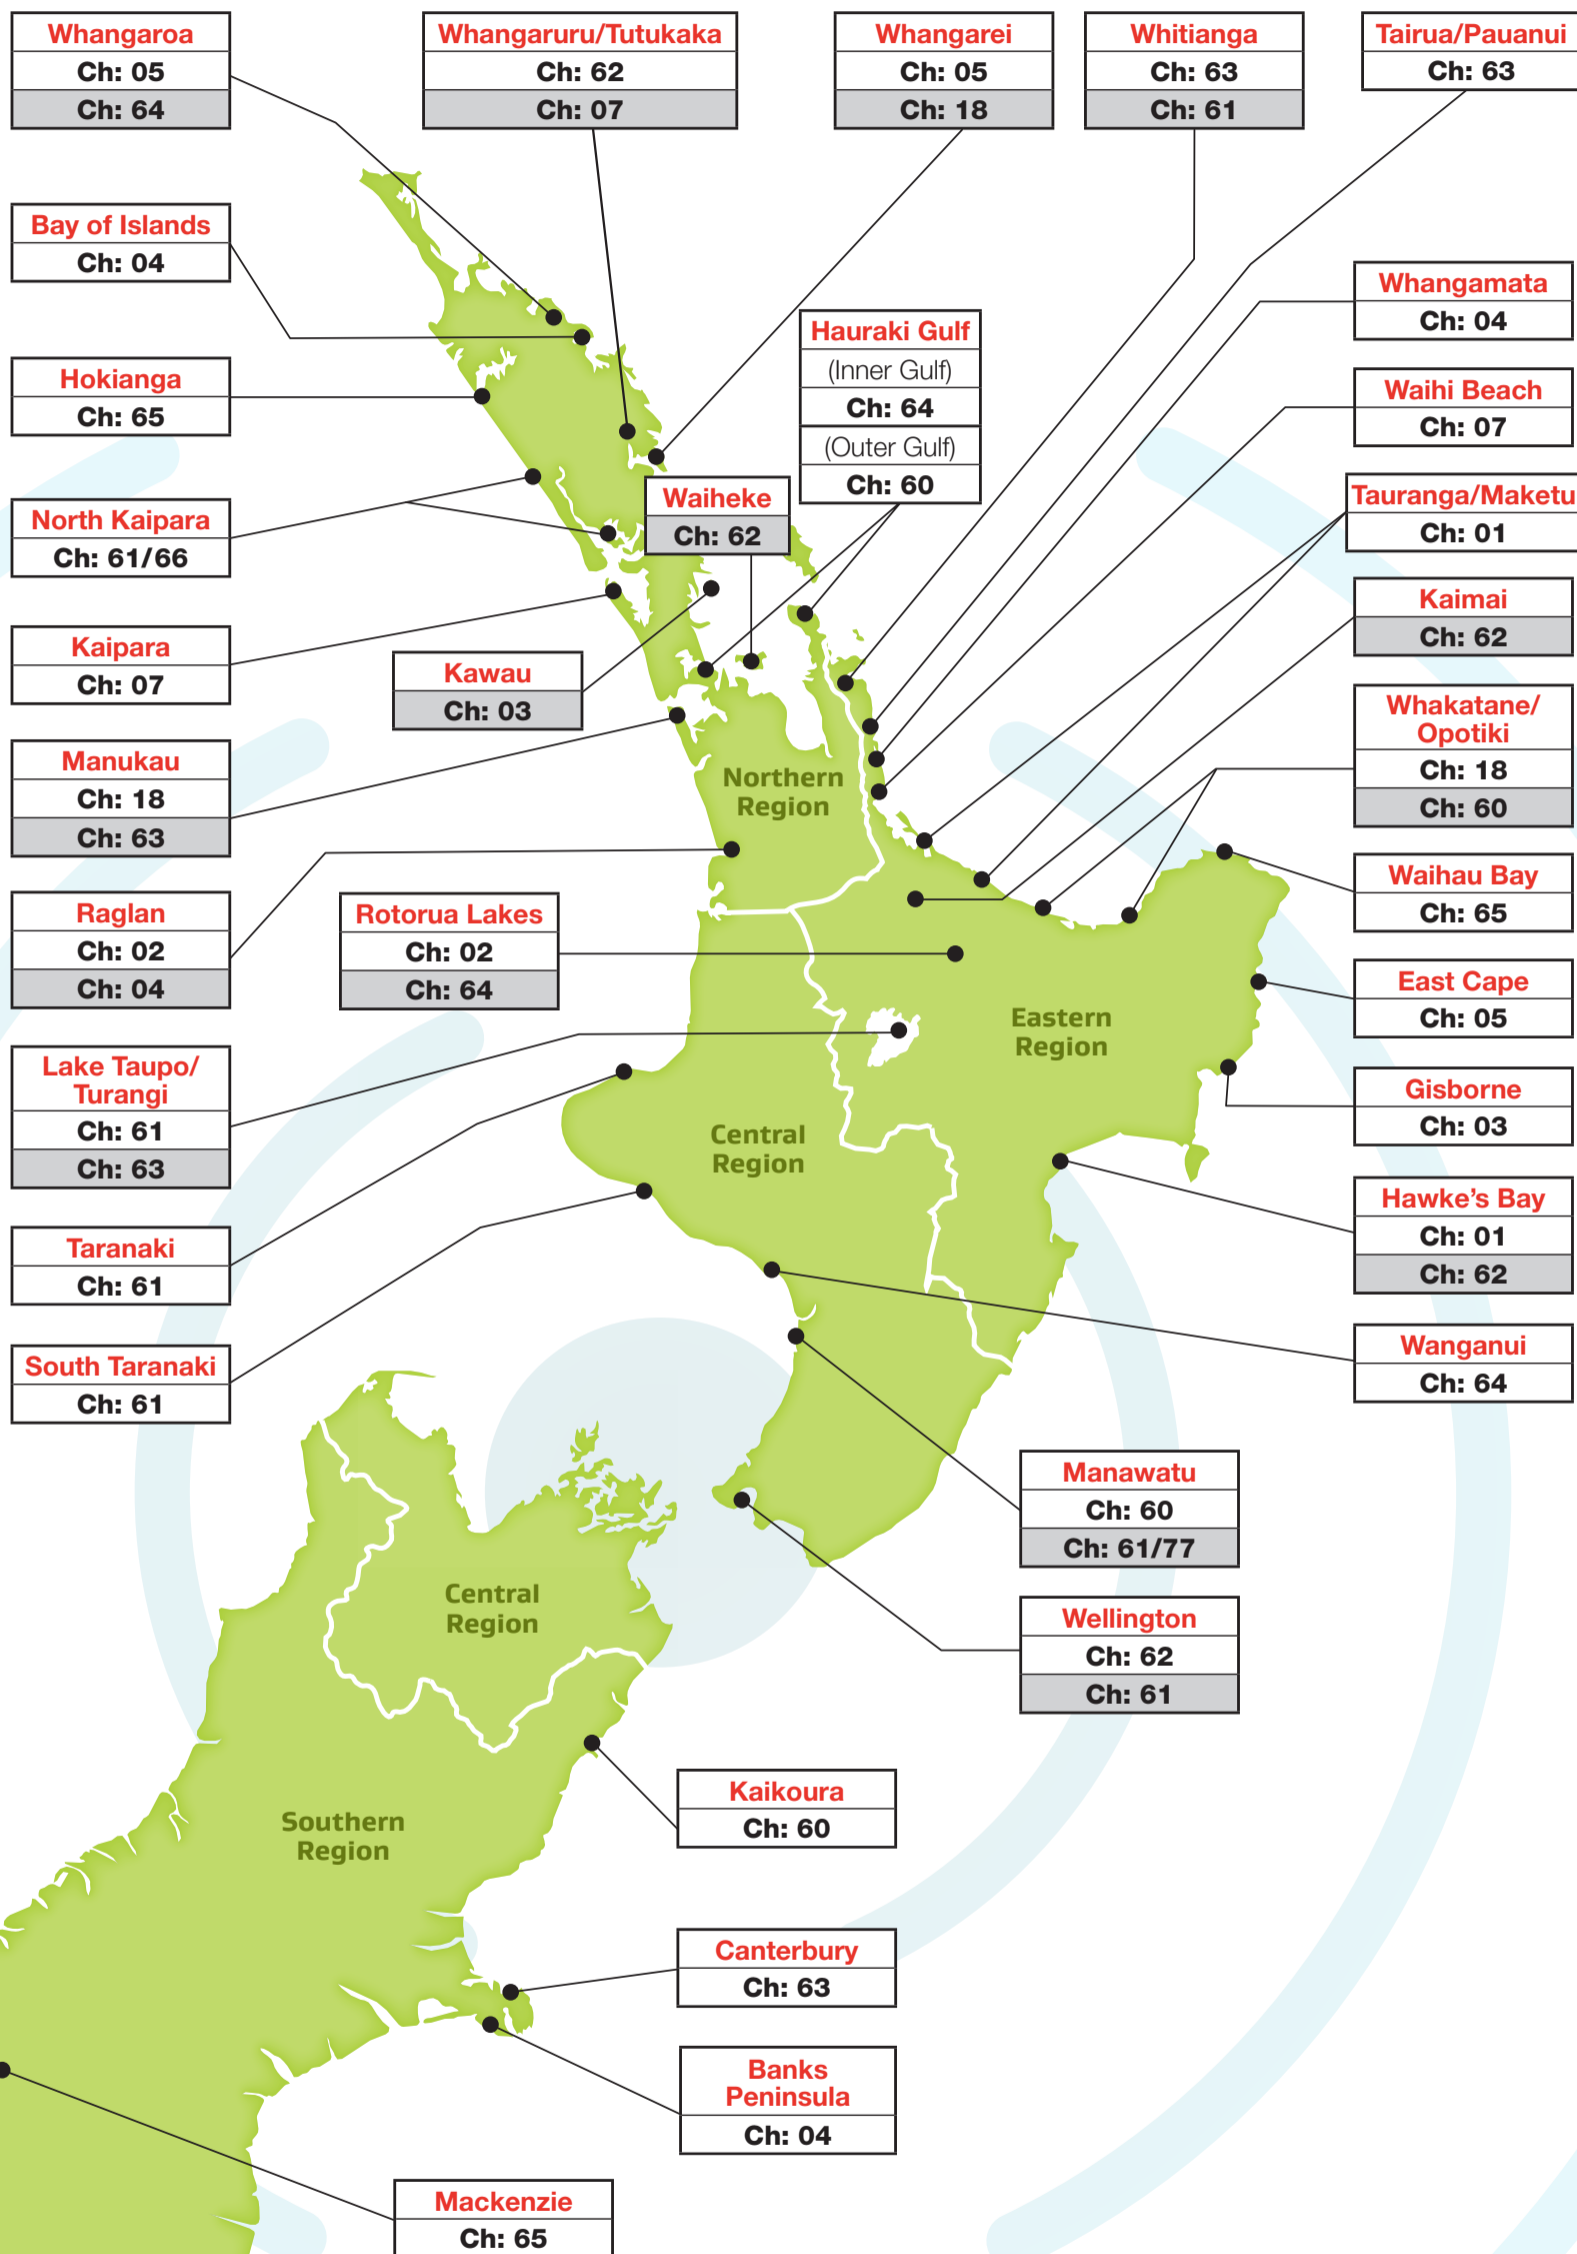 Whangaroa
Ch: 05
Ch: 64
Whangaruru/Tutukaka
Ch: 62
Ch: 07
Whangarei
Ch: 05
Ch: 18
Whitianga
Ch: 63
Ch: 61
Tairua/Pauanui
Ch: 63
Bay of Islands
Ch: 04
Whangamata
Ch: 04
Hauraki Gulf
(Inner Gulf)
Ch: 64
(Outer Gulf)
Ch: 60
Hokianga
Ch: 65
Waihi Beach
Ch: 07
Waiheke
Ch: 62
Tauranga/Maketu
Ch: 01
North Kaipara
Ch: 61/66
Kaimai
Ch: 62
Kaipara
Ch: 07
Kawau
Ch: 03
Whakatane/
Opotiki
Ch: 18
Ch: 60
Manukau
Ch: 18
Ch: 63
Northern
Region
Waihau Bay
Ch: 65
Raglan
Ch: 02
Ch: 04
Rotorua Lakes
Ch: 02
Ch: 64
East Cape
Ch: 05
Eastern
Region
Lake Taupo/
Turangi
Ch: 61
Ch: 63
Gisborne
Ch: 03
Central
Region
Hawke’s Bay
Ch: 01
Ch: 62
Taranaki
Ch: 61
Wanganui
Ch: 64
South Taranaki
Ch: 61
Manawatu
Ch: 60
Ch: 61/77
Central
Region
Wellington
Ch: 62
Ch: 61
Kaikoura
Ch: 60
Southern
Region
Canterbury
Ch: 63
Banks
Peninsula
Ch: 04
Mackenzie
Ch: 65